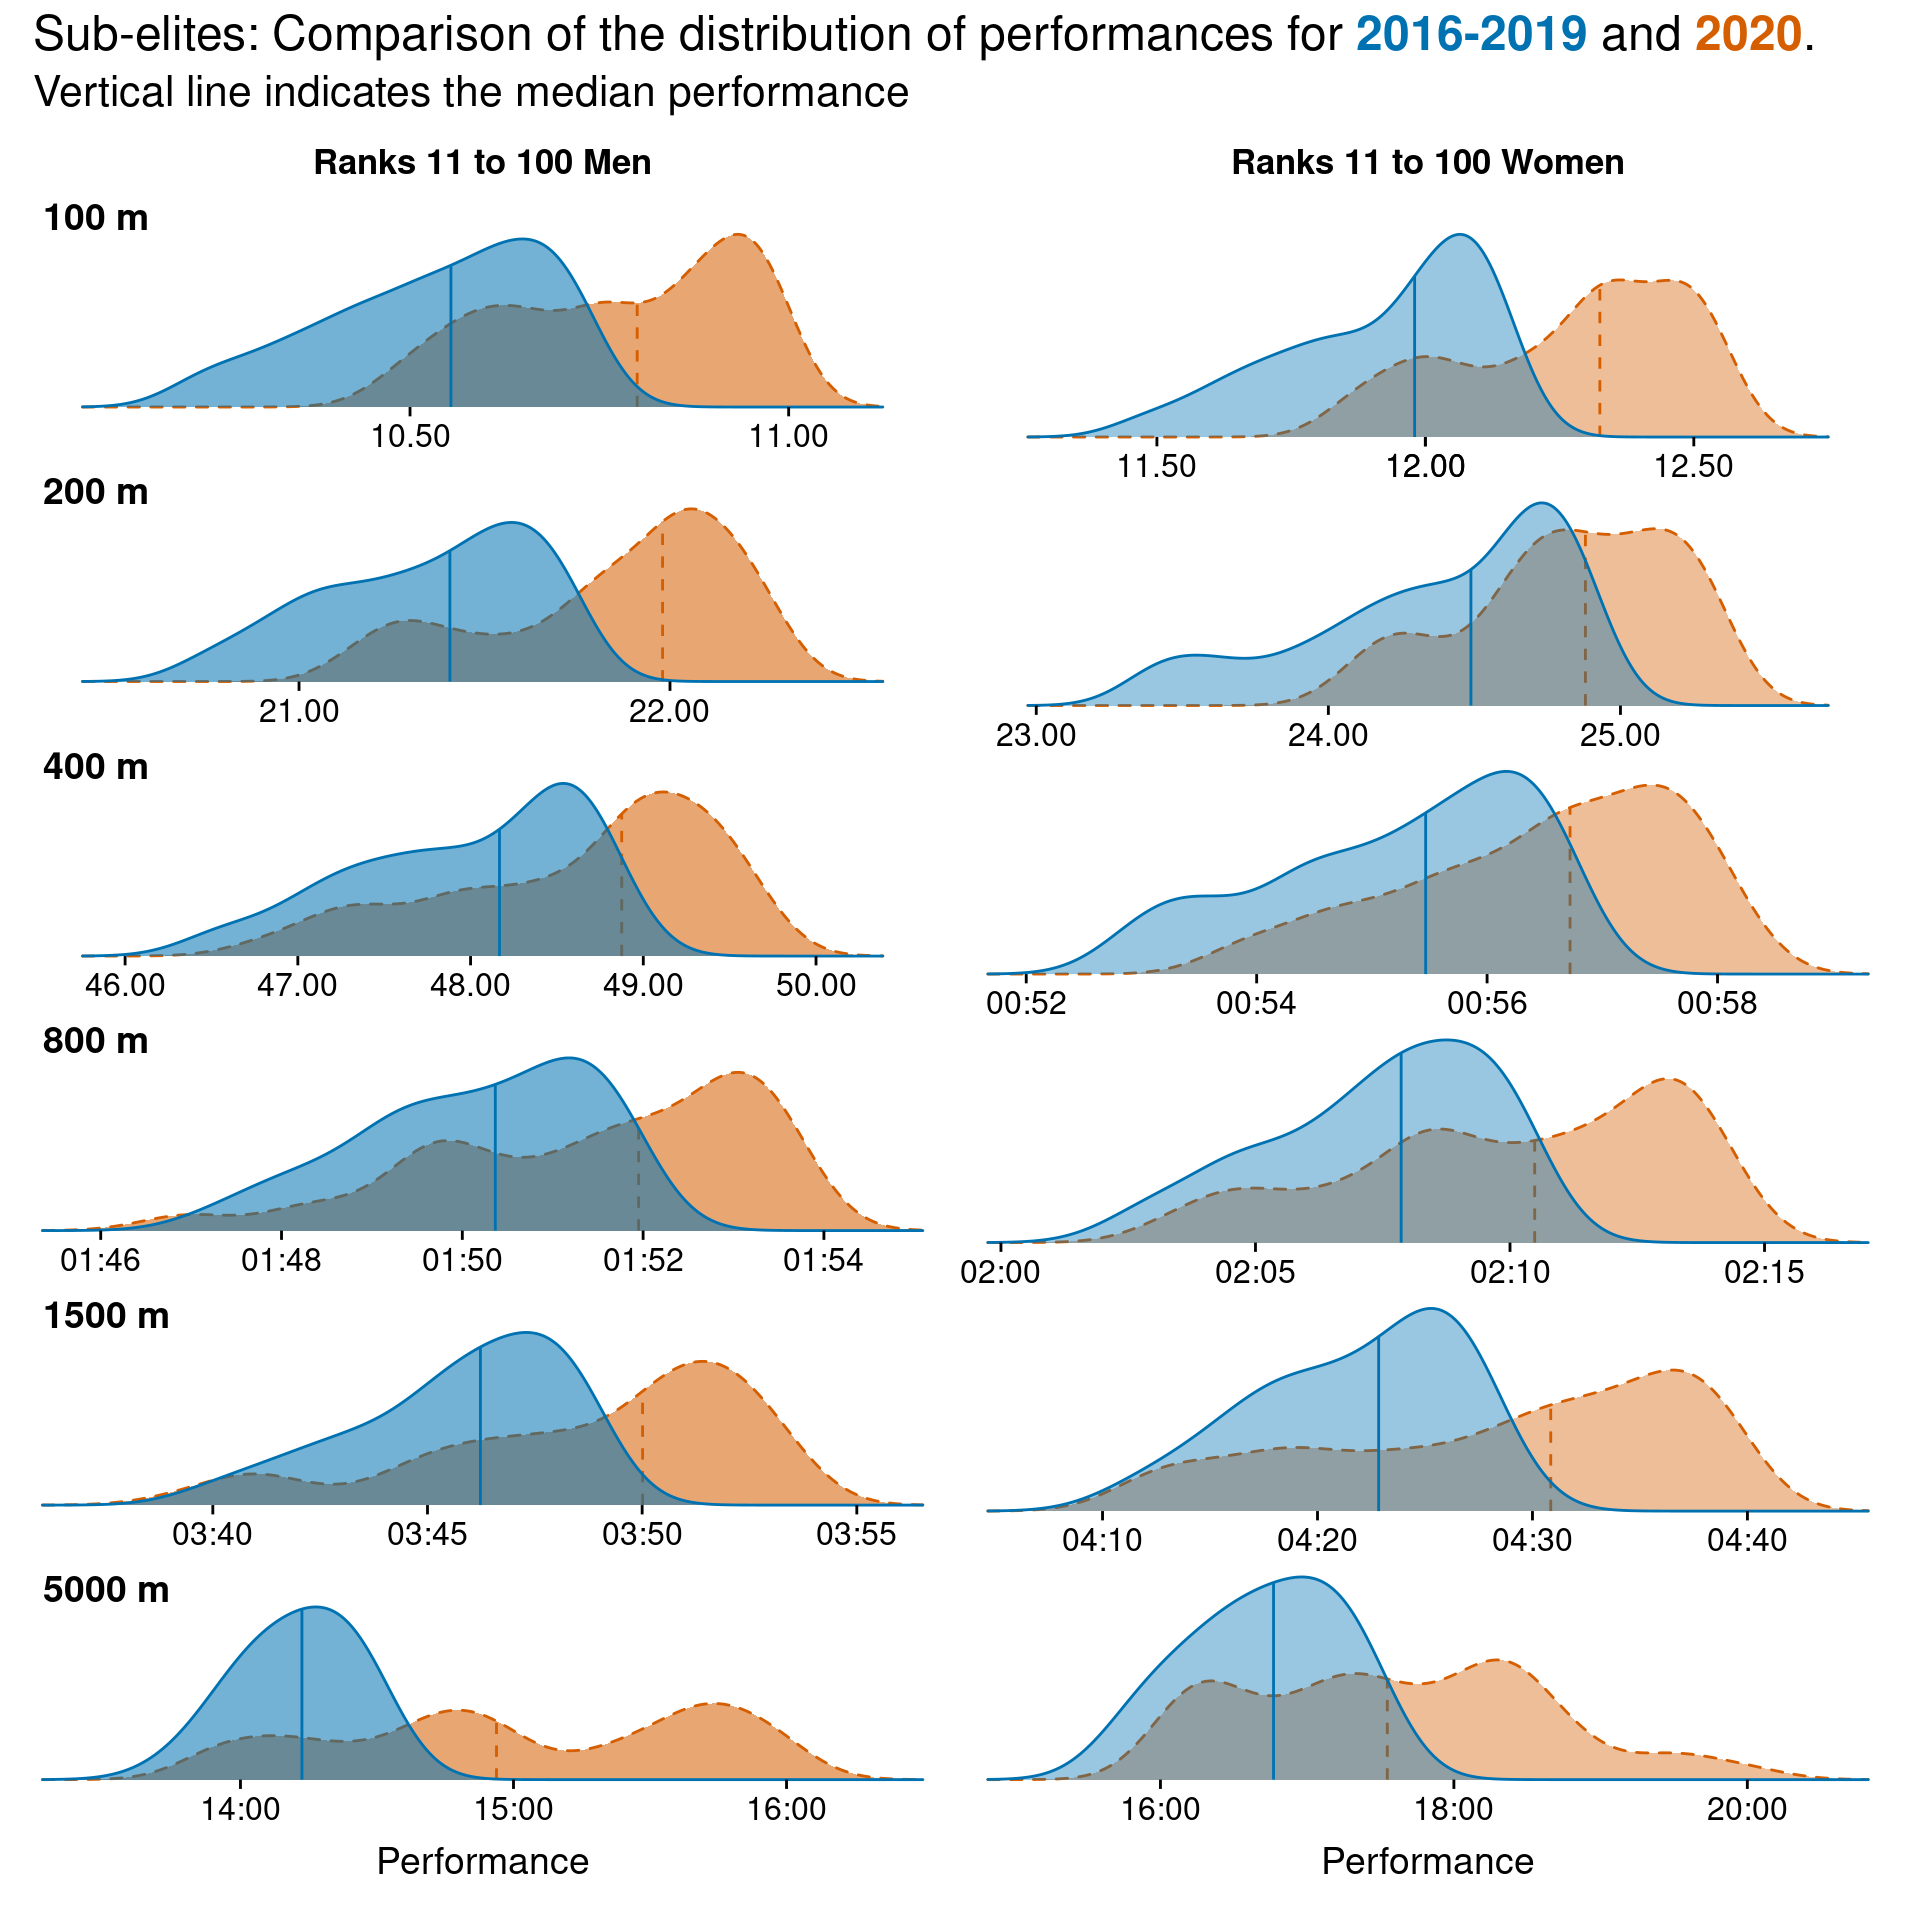 Sub-elites: Comparison of the distribution of performances for 2016-2019 and 2020.
Vertical line indicates the median performance
Ranks 11 to 100 Men
Ranks 11 to 100 Women
100 m
10.50 11.00
11.50 12.00 12.50
200 m
21.00 22.00
23.00 24.00 25.00
400 m
46.00 47.00 48.00 49.00 50.00
00:52 00:54 00:56 00:58
800 m
01:46 01:48 01:50 01:52 01:54
02:00 02:05 02:10 02:15
1500 m
03:40 03:45 03:50 03:55
04:10 04:20 04:30 04:40
5000 m
14:00 15:00 16:00
16:00 18:00 20:00
Performance
Performance